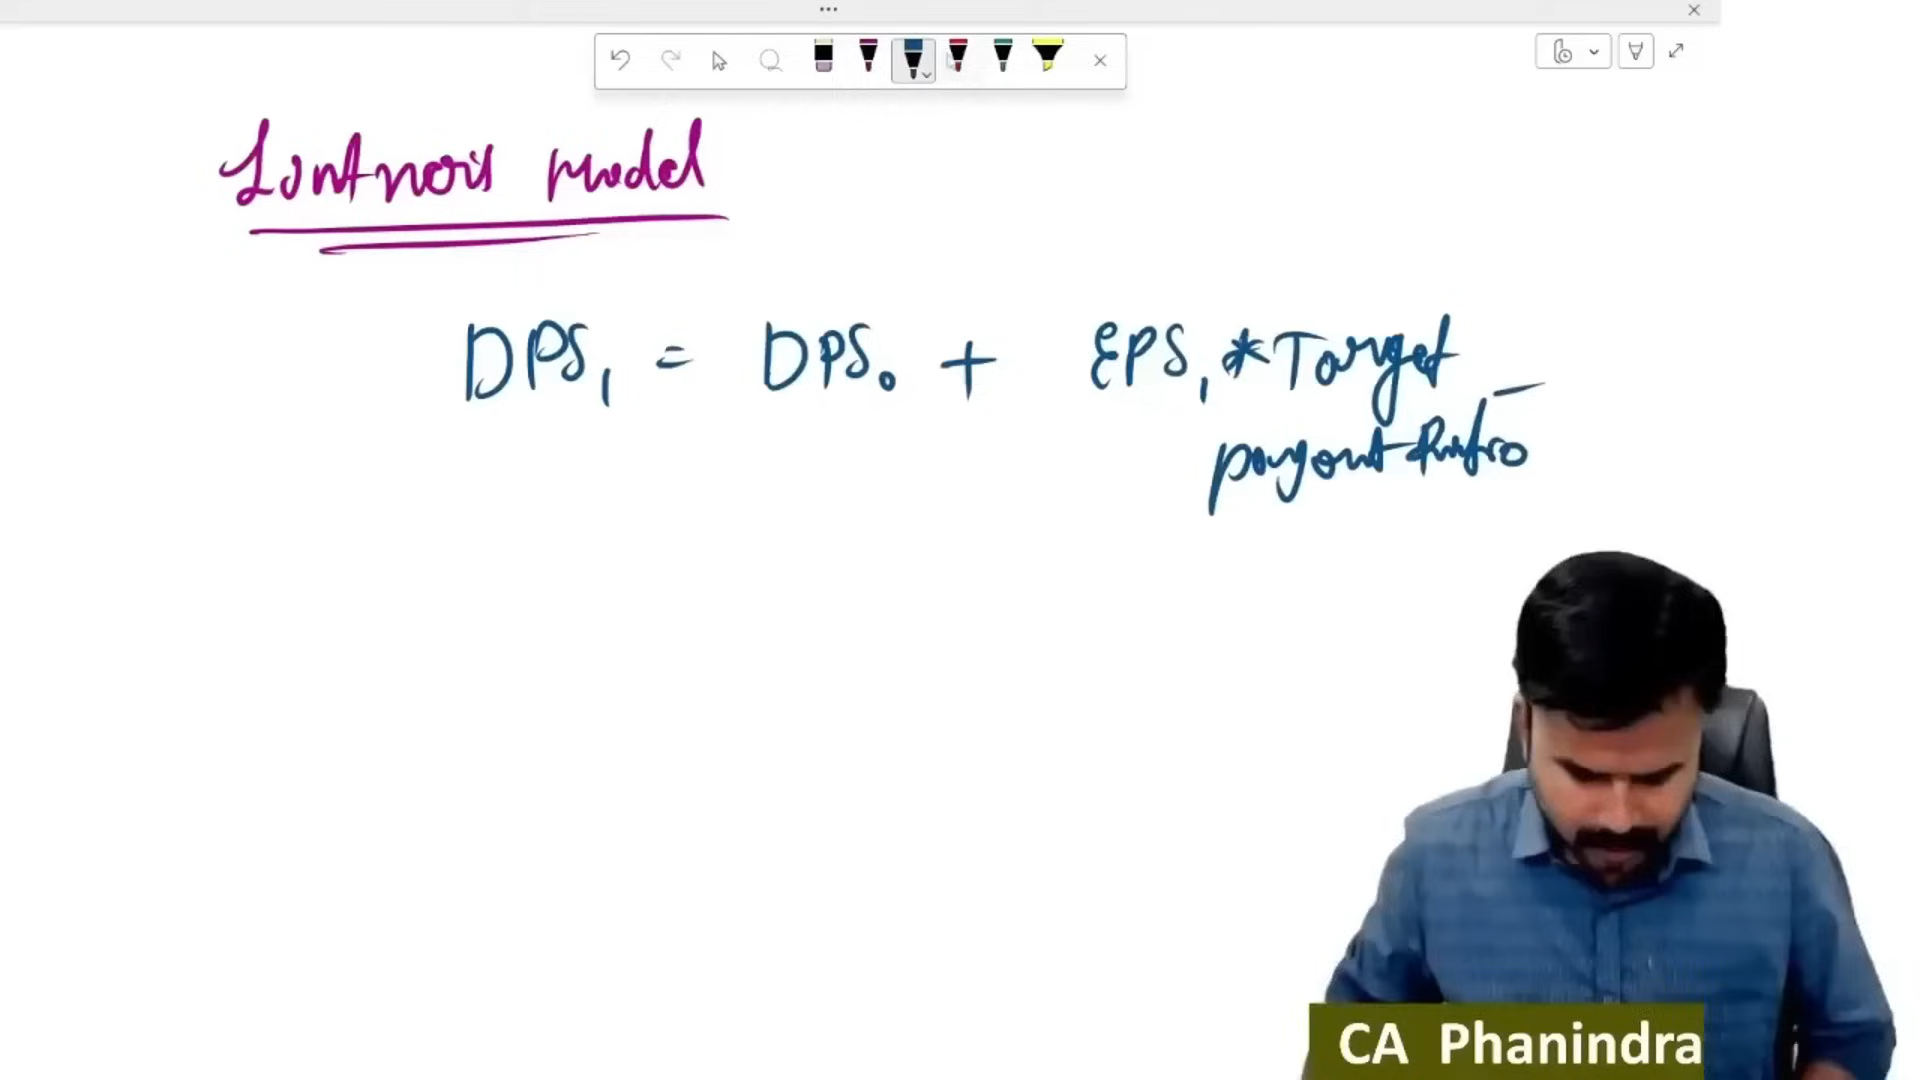 Lintner's model
DPS₁ = DPS₀ + EPS₁ * Target –
payout Ratio
CA Phanindra